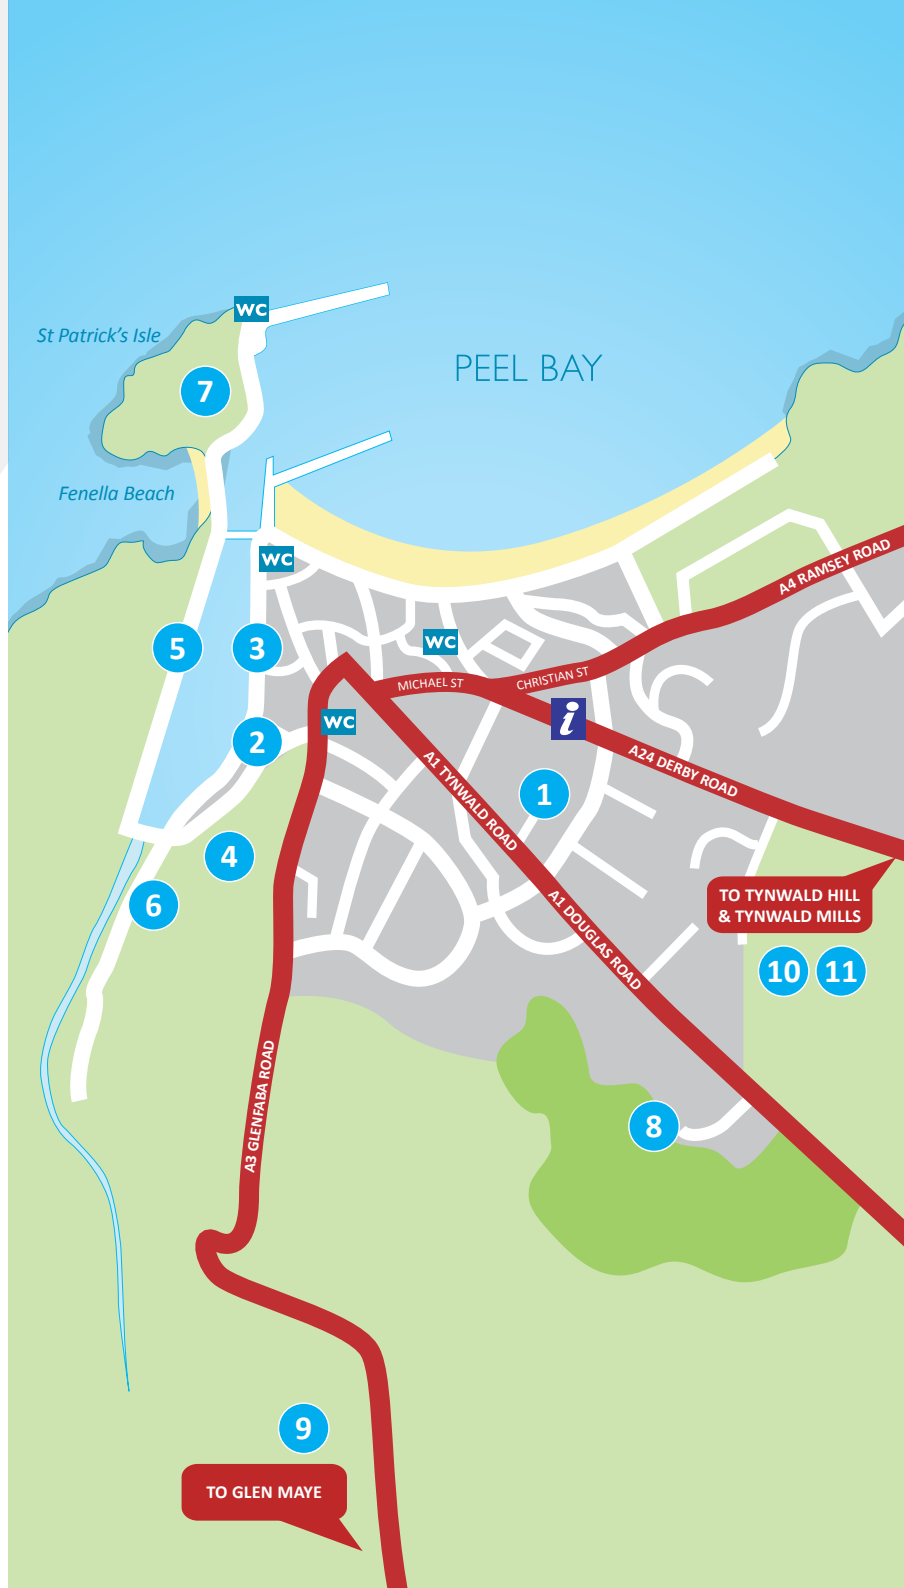 WC
St Patrick's Isle
PEEL BAY
7
Fenella Beach
WC
A4 RAMSEY ROAD
5
3
WC
MICHAEL ST
CHRISTIAN ST
WC
i
2
A1 TYNWALD ROAD
A24 DERBY ROAD
1
4
6
A1 DOUGLAS ROAD
TO TYNWALD HILL
& TYNWALD MILLS
10 11
A3 GLENFABA ROAD
8
9
TO GLEN MAYE